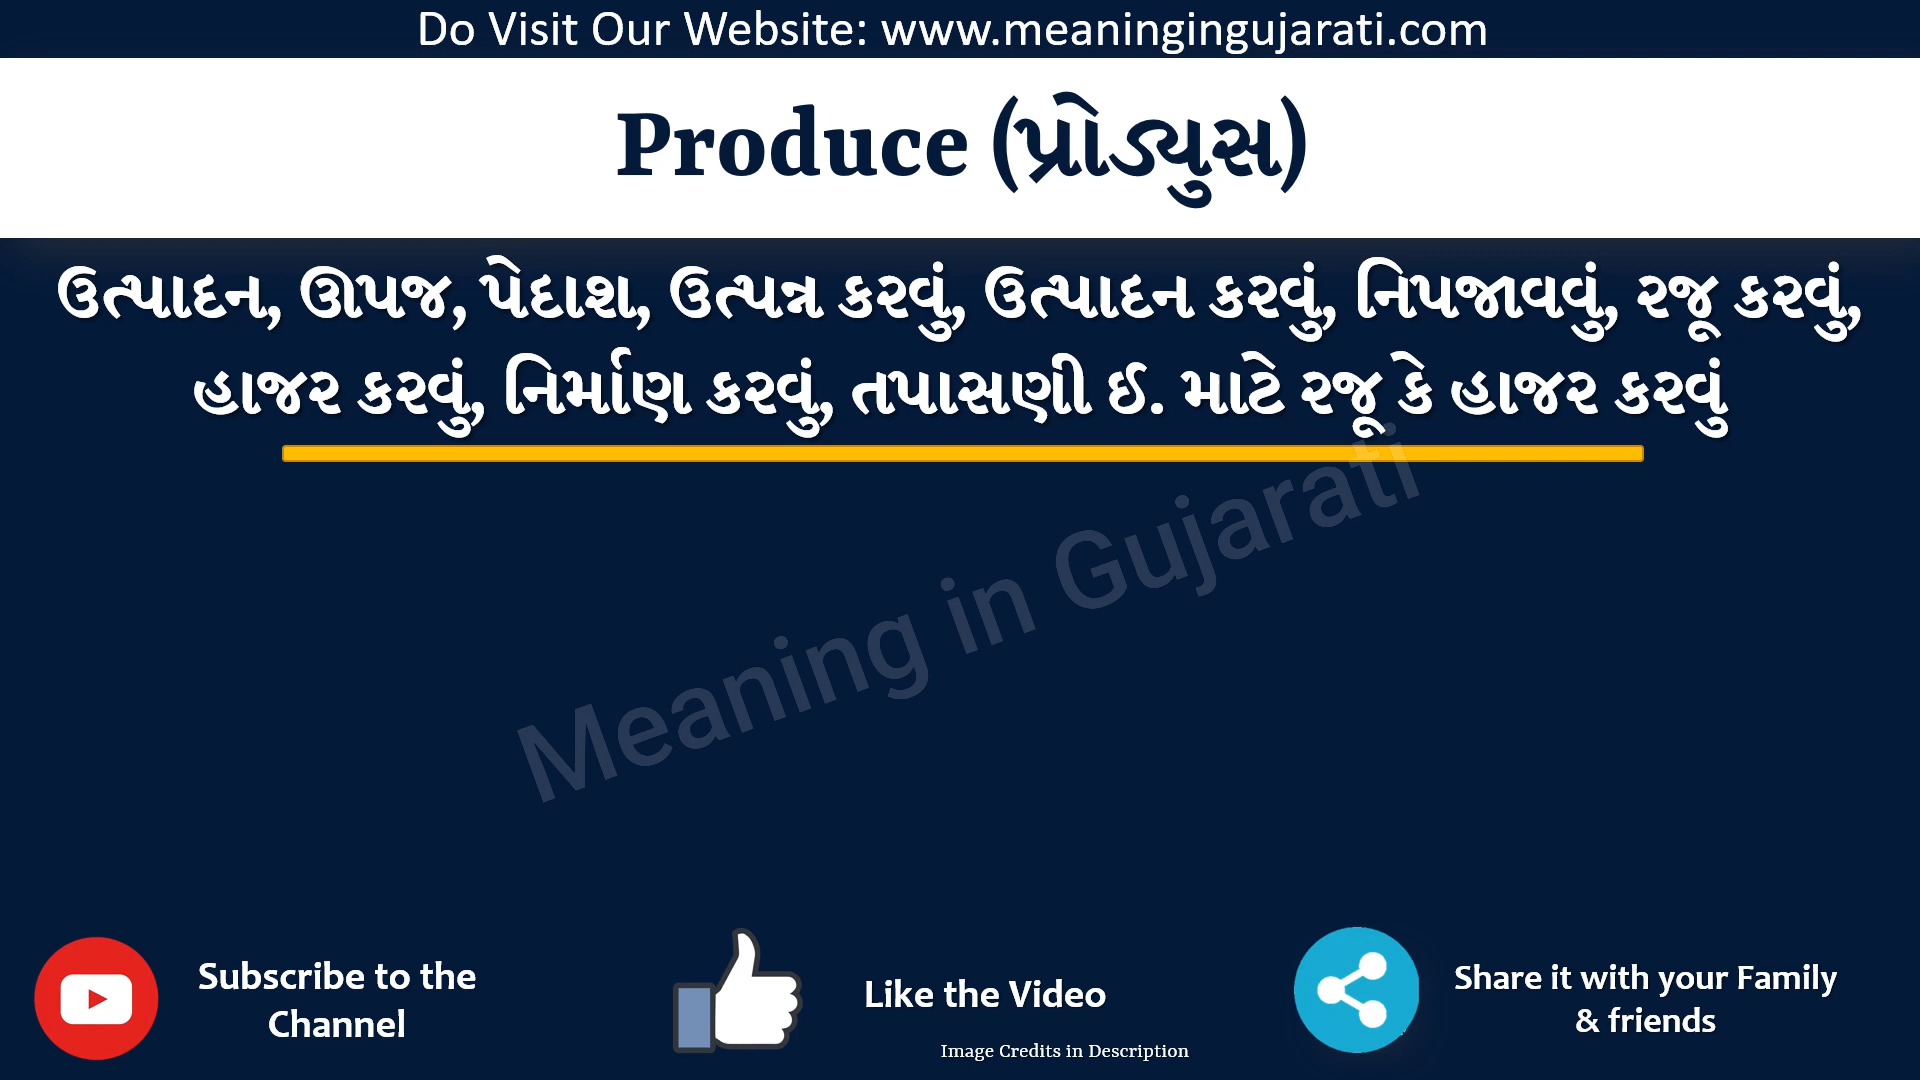 Do Visit Our Website: www.meaningingujarati.com
Produce (પ્રોડ્યુસ)
ઉત્પાદન, ઊપજ, પેદાશ, ઉત્પન્ન કરવું, ઉત્પાદન કરવું, નિપજાવવું, રજૂ કરવું,
હાજર કરવું, નિર્માણ કરવું, તપાસણી ઈ. માટે રજૂ કે હાજર કરવું
Meaning in Gujarati
Subscribe to the
Channel
Like the Video
Share it with your Family
& friends
Image Credits in Description